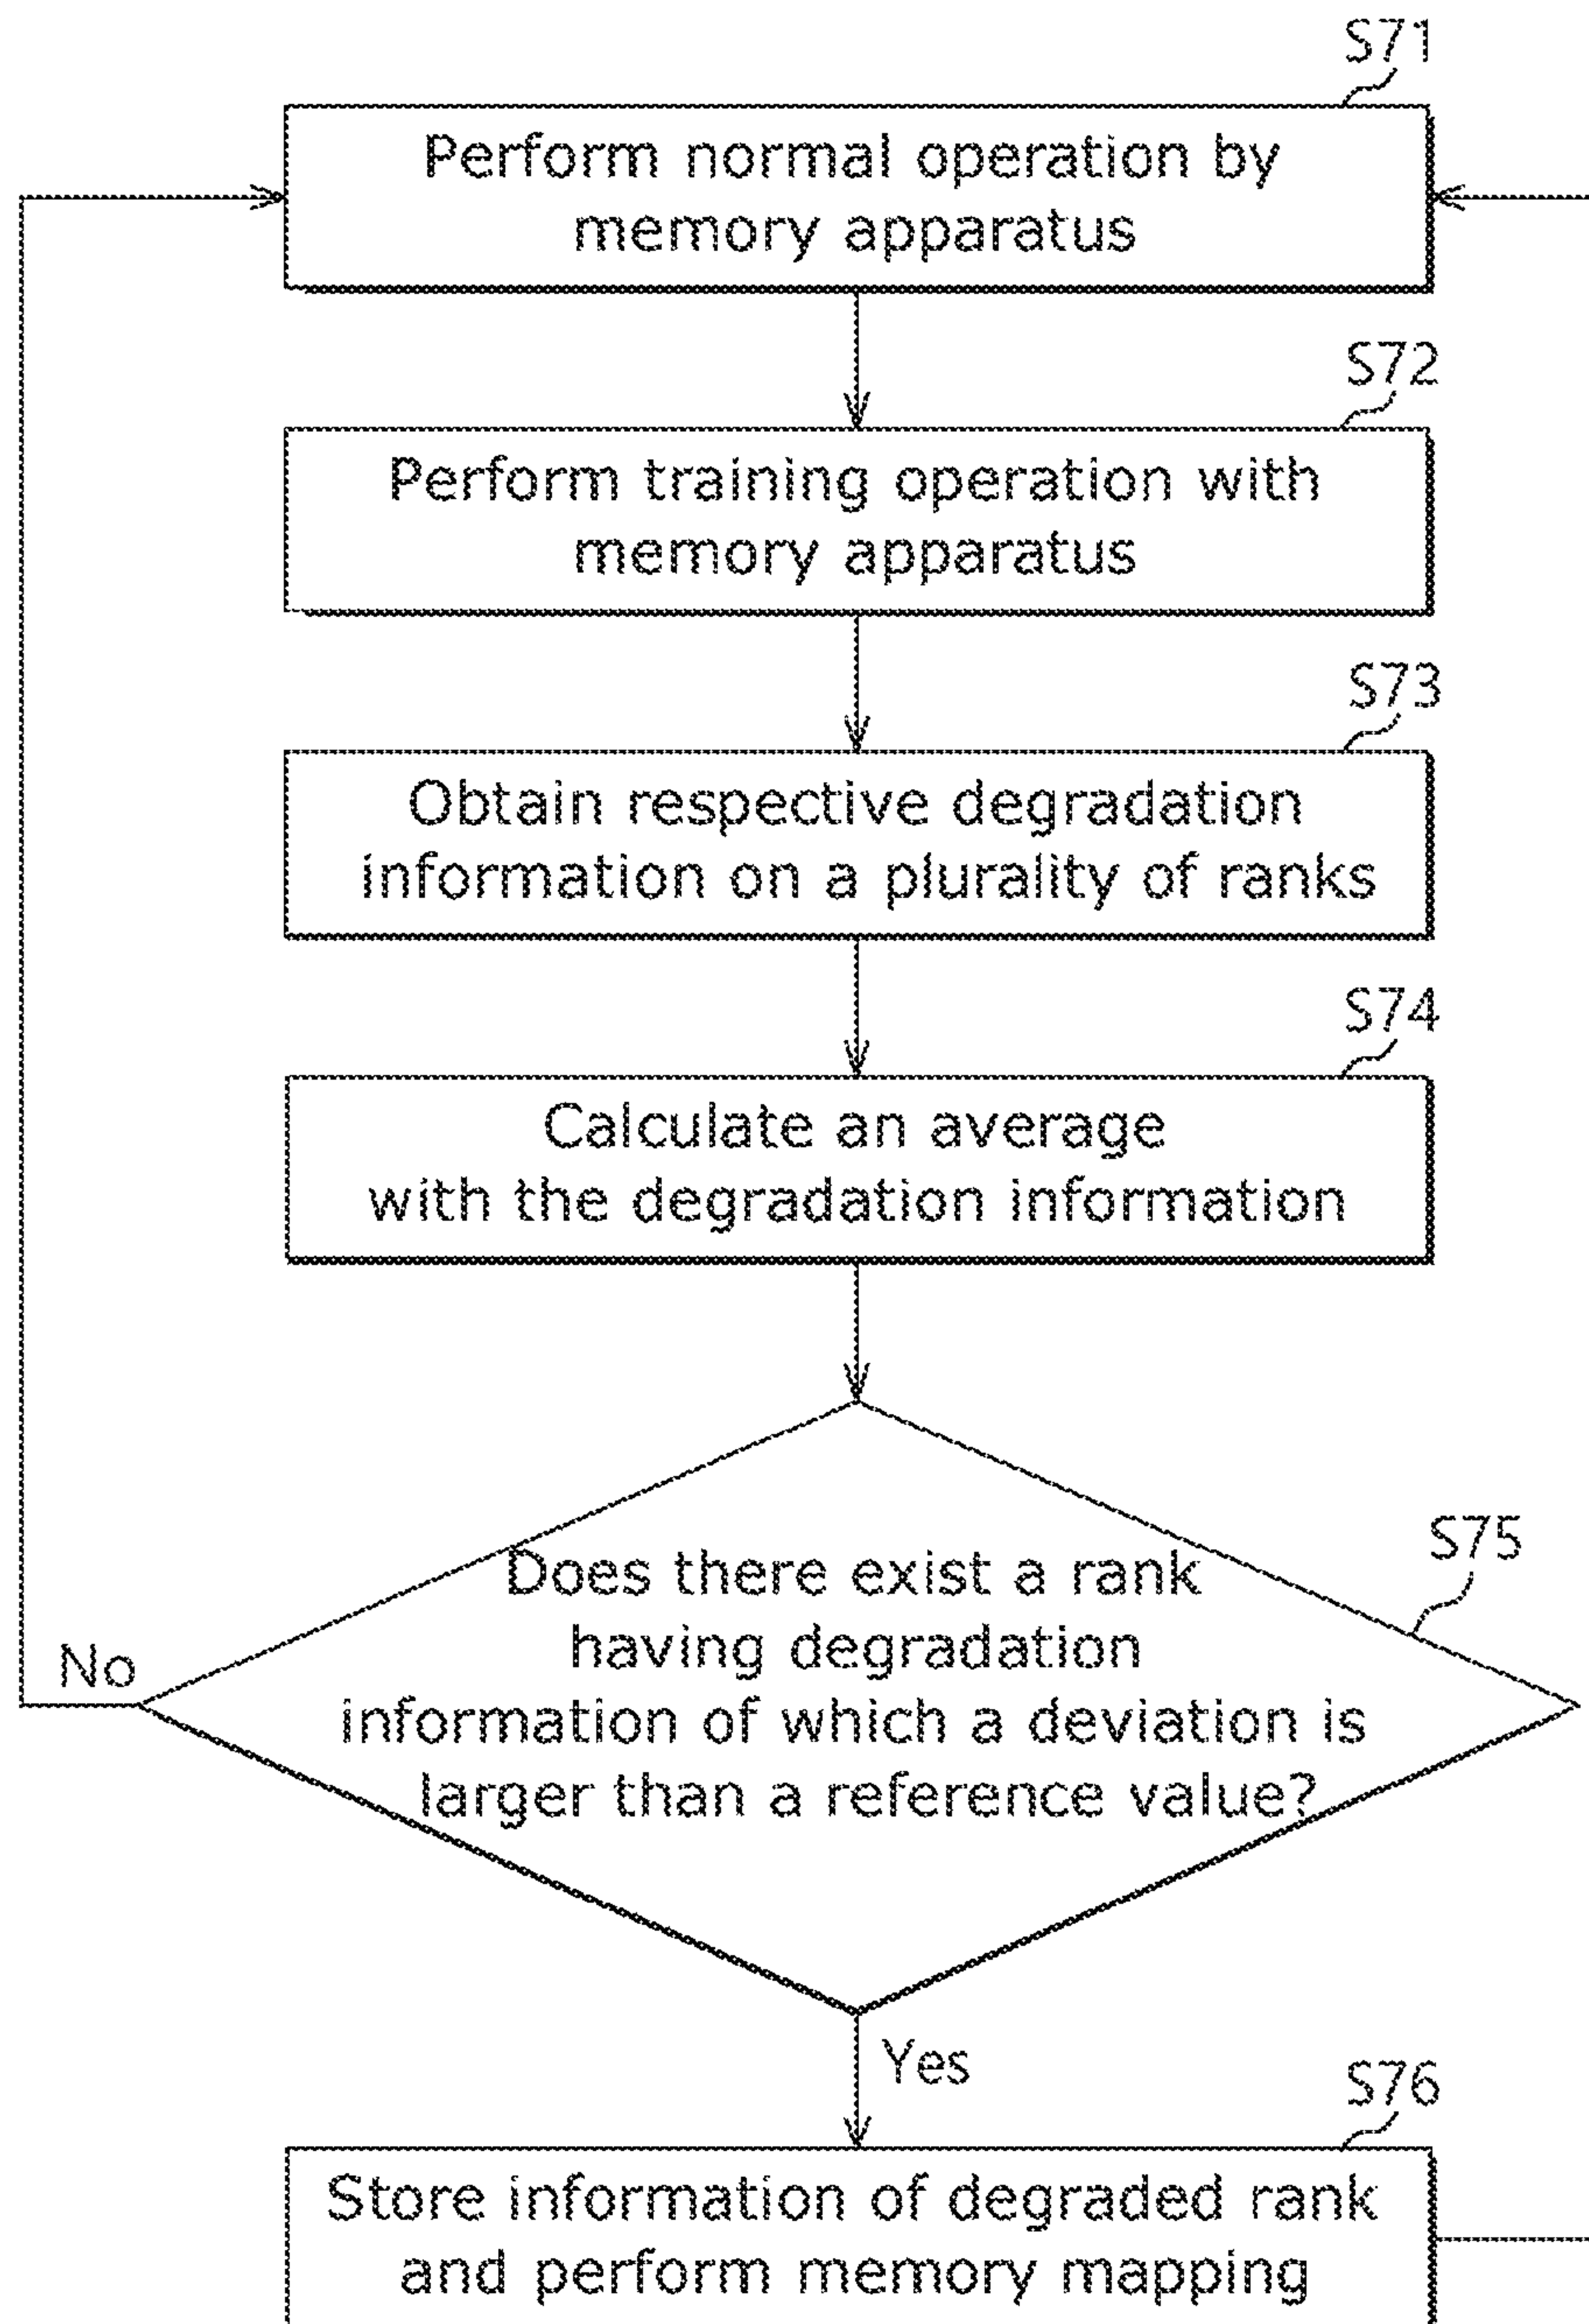 S71
Perform normal operation by
memory apparatus
S72
Perform training operation with
memory apparatus
S73
Obtain respective degradation
information on a plurality of ranks
S74
Calculate an average
with the degradation information
S75
Does there exist a rank
having degradation
information of which a deviation is
larger than a reference value?
No
Yes
S76
Store information of degraded rank
and perform memory mapping